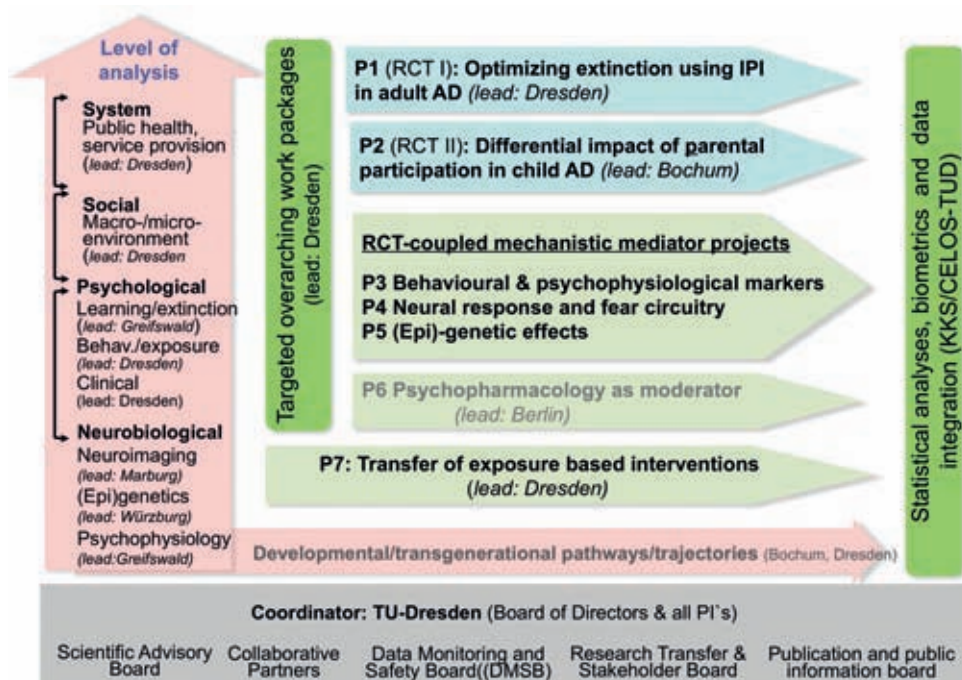 Level of
analysis
System
Public health,
service provision
(lead: Dresden)
Social
Macro-/micro-
environment
(lead: Dresden
Psychological
Learning/extinction
(lead: Greifswald)
Behav./exposure
(lead: Dresden)
Clinical
(lead: Dresden)
Neurobiological
Neuroimaging
(lead: Marburg)
(Epi)genetics
(lead: Würzburg)
Psychophysiology
(lead:Greifswald)
Targeted overarching work packages
(lead: Dresden)
P1 (RCT I): Optimizing extinction using IPI
in adult AD (lead: Dresden)
P2 (RCT II): Differential impact of parental
participation in child AD (lead: Bochum)
RCT-coupled mechanistic mediator projects
P3 Behavioural & psychophysiological markers
P4 Neural response and fear circuitry
P5 (Epi)-genetic effects
P6 Psychopharmacology as moderator
(lead: Berlin)
P7: Transfer of exposure based interventions
(lead: Dresden)
Developmental/transgenerational pathways/trajectories (Bochum, Dresden)
Statistical analyses, biometrics and data
integration (KKS/CELOS-TUD)
Coordinator: TU-Dresden (Board of Directors & all PI`s)
Scientific Advisory
Board
Collaborative
Partners
Data Monitoring and
Safety Board((DMSB)
Research Transfer &
Stakeholder Board
Publication and public
information board